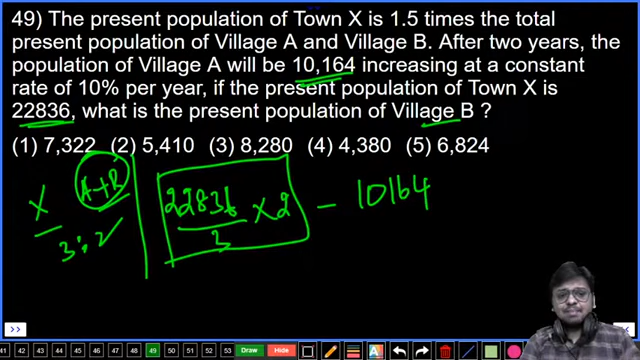 49) The present population of Town X is 1.5 times the total
present population of Village A and Village B. After two years, the
population of Village A will be 10,164 increasing at a constant
rate of 10% per year, if the present population of Town X is
22836, what is the present population of Village B ?
(1) 7,322 (2) 5,410 (3) 8,280 (4) 4,380 (5) 6,824
X A+B
3:2
22836 × 2 - 10164
3
>> 41 42 43 44 45 46 47 48 49 50 51 52 53 Draw Hide >>